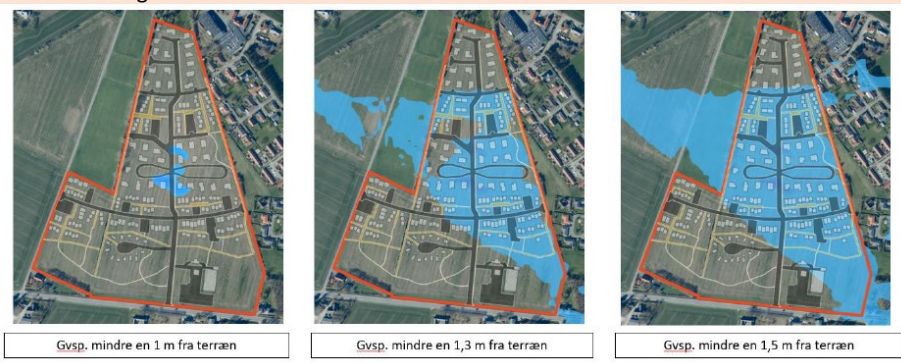 Gvsp. mindre en 1 m fra terræn
Gvsp. mindre en 1,3 m fra terræn
Gvsp. mindre en 1,5 m fra terræn